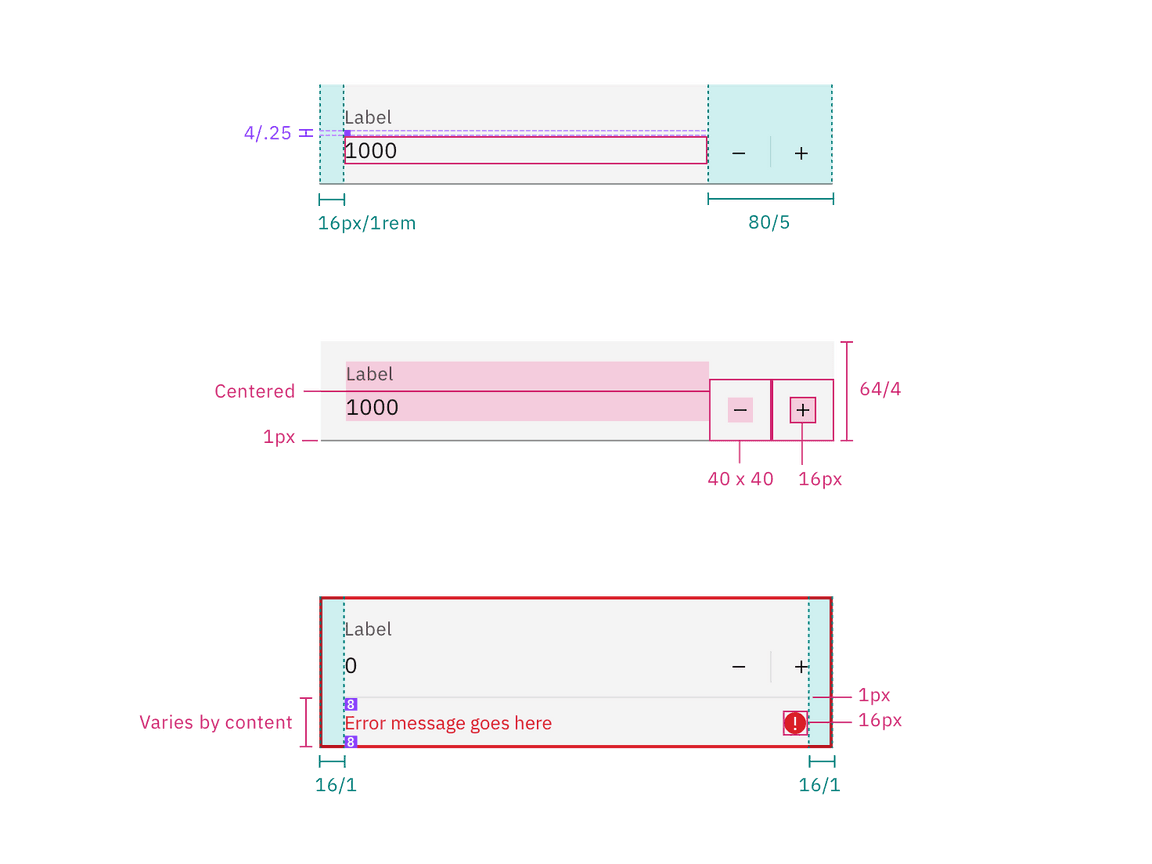 Label
4/.25
1000
− +
16px/1rem
80/5
Label
Centered
64/4
1000
− +
1px
40 x 40
16px
Label
0
− +
1px
8
Varies by content
Error message goes here
!
16px
8
16/1
16/1